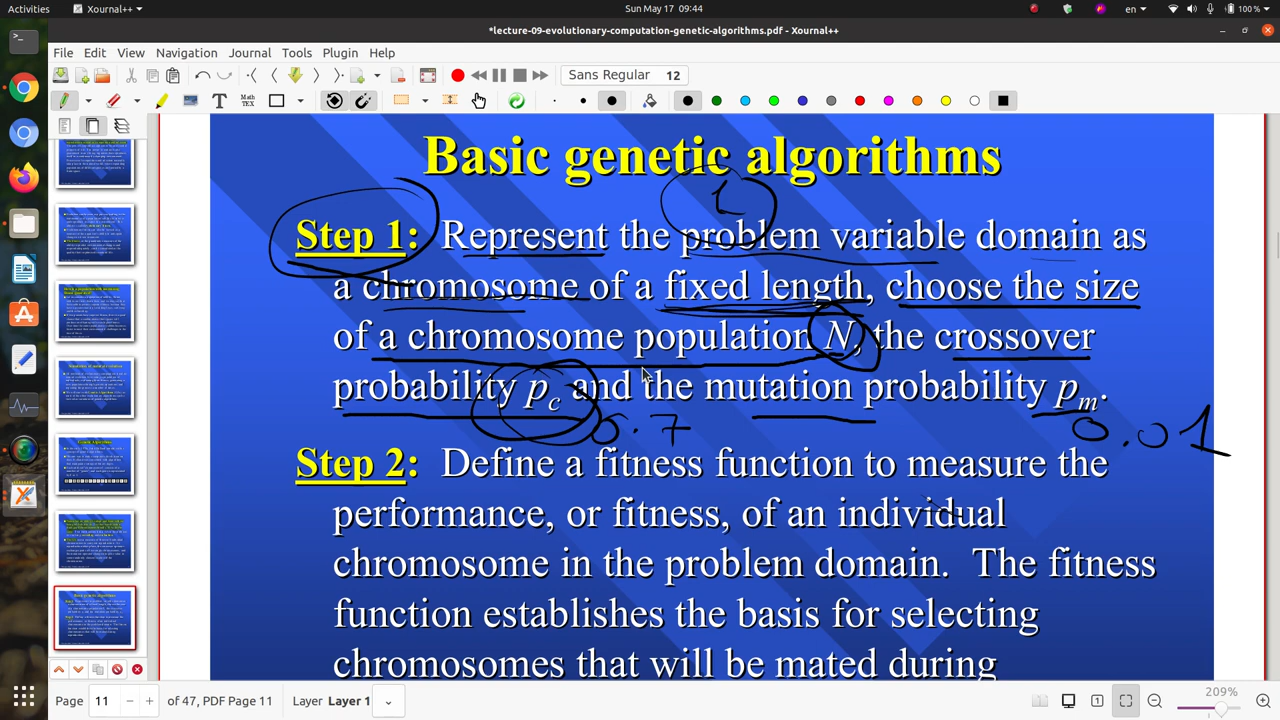 Activities Xournal++ Sun May 17 09:44 en 100 %
*lecture-09-evolutionary-computation-genetic-algorithms.pdf - Xournal++
File Edit View Navigation Journal Tools Plugin Help
Sans Regular 12
Basic genetic algorithms
1
Step 1: Represent the problem variable domain as
a chromosome of a fixed length, choose the size
of a chromosome population N, the crossover
probability pc and the mutation probability pm.
0.7 0.01
Step 2: Define a fitness function to measure the
performance, or fitness, of an individual
chromosome in the problem domain. The fitness
function establishes the basis for selecting
chromosomes that will be mated during
Page 11 of 47, PDF Page 11 Layer Layer 1 209%